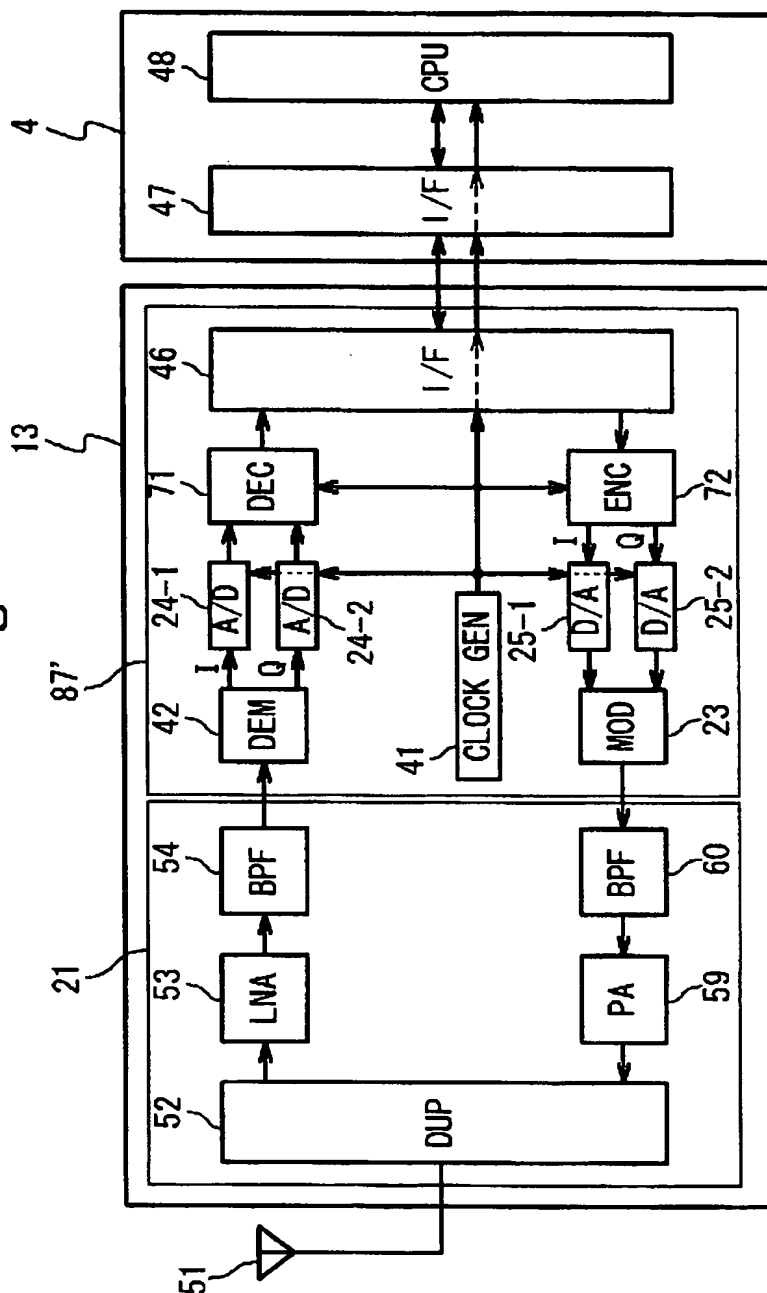 13
4
87'
21
51
52
DUP
53
LNA
54
BPF
42
DEM
I
Q
24-1
A/D
A/D
24-2
71
DEC
46
I/F
47
I/F
48
CPU
41
CLOCK GEN
59
PA
60
BPF
23
MOD
25-1
D/A
D/A
25-2
I
Q
ENC
72